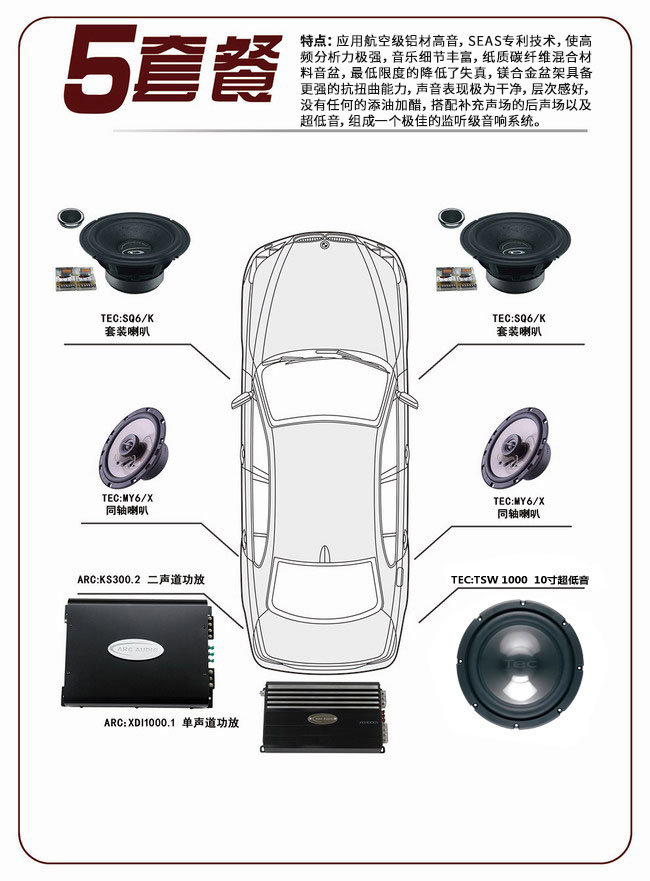 5套餐
特点：应用航空级铝材高音，SEAS专利技术，使高
频分析力极强，音乐细节丰富，纸质碳纤维混合材
料音盆，最低限度的降低了失真，镁合金盆架具备
更强的抗扭曲能力，声音表现极为干净，层次感好，
没有任何的添油加醋，搭配补充声场的后声场以及
超低音，组成一个极佳的监听级音响系统。
TEC:SQ6/K
套装喇叭
TEC:SQ6/K
套装喇叭
TEC:MY6/X
同轴喇叭
TEC:MY6/X
同轴喇叭
ARC:KS300.2 二声道功放
TEC:TSW 1000 10寸超低音
ARC AUDIO
TEC
ARC:XDI1000.1 单声道功放